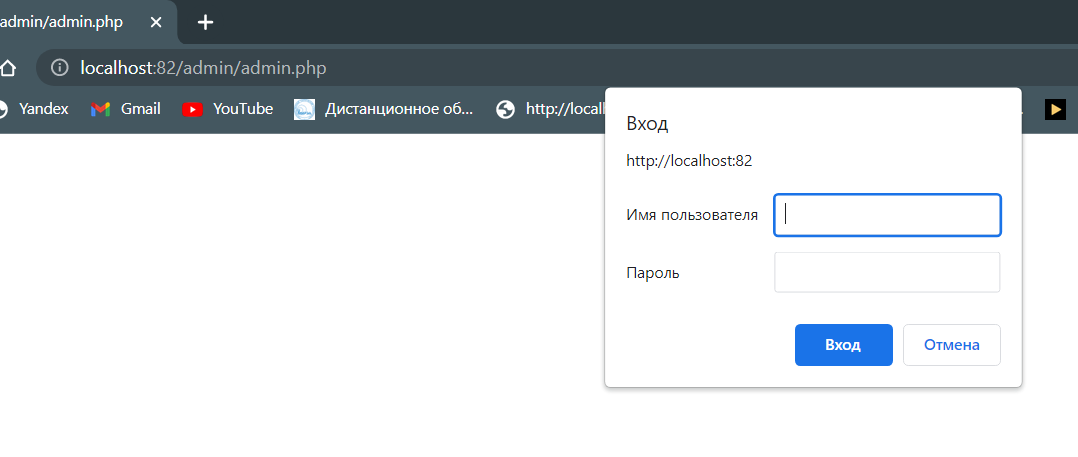 admin/admin.php
localhost:82/admin/admin.php
Yandex Gmail YouTube Дистанционное об... http://locall
Вход
http://localhost:82
Имя пользователя
Пароль
Вход Отмена